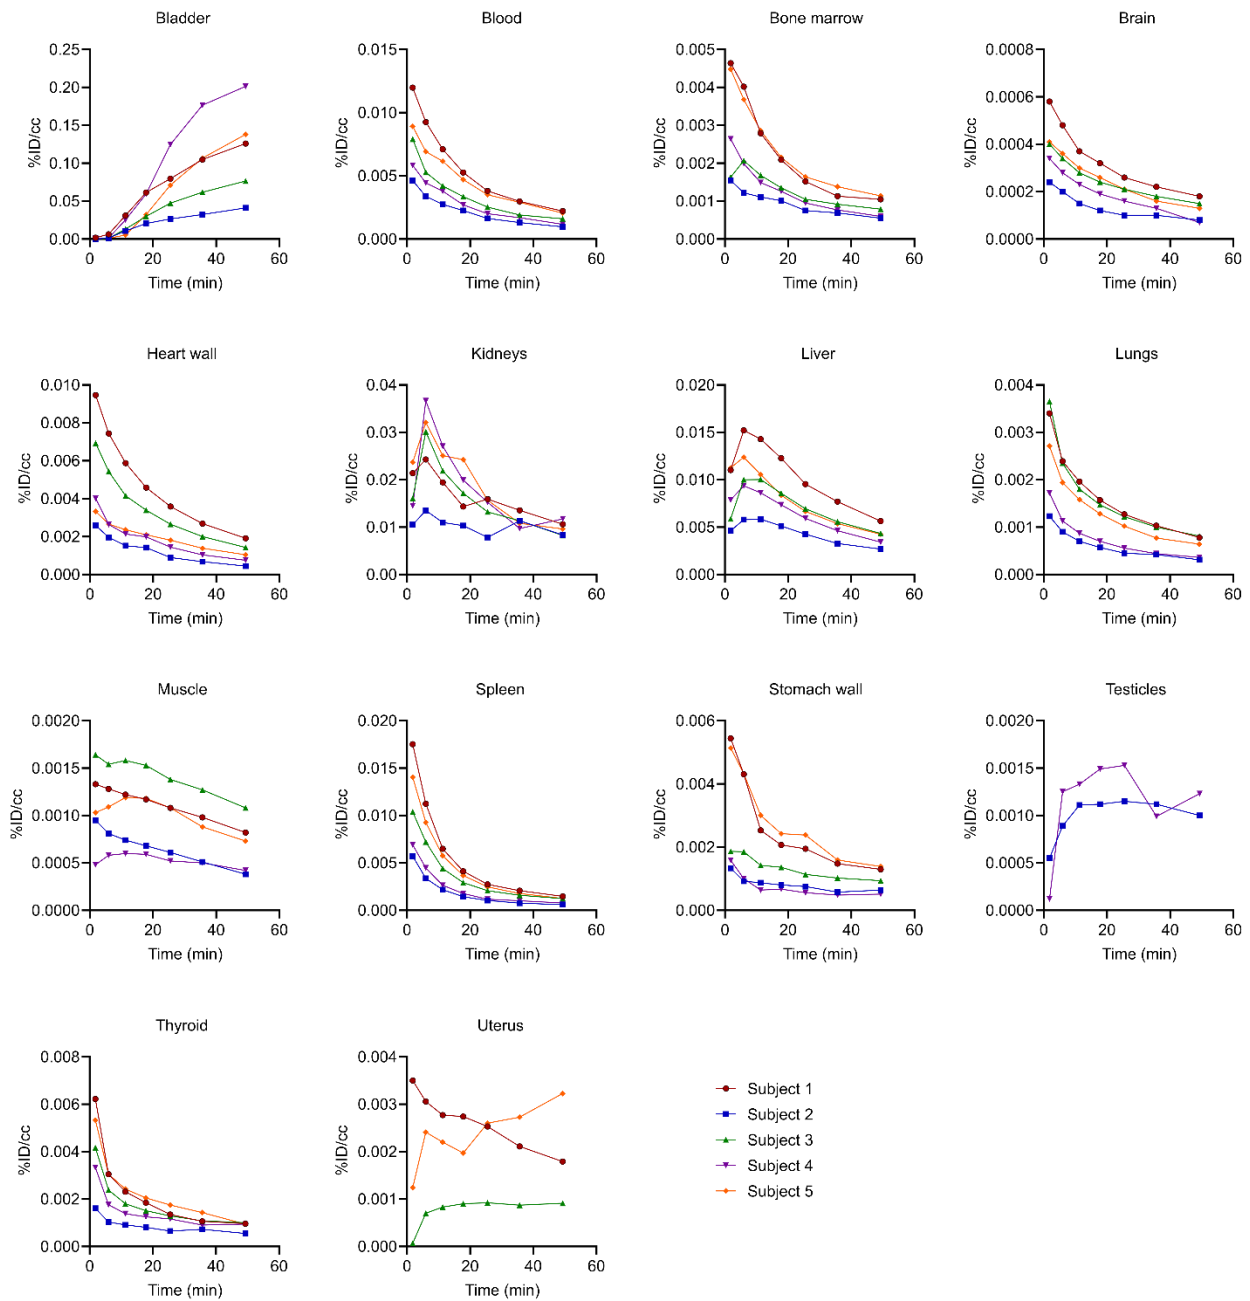 Bladder
Blood
Bone marrow
Brain
0.25
0.20
0.15
0.10
0.05
0.00
%ID/cc
0 20 40 60
Time (min)
0.015
0.010
0.005
0.000
%ID/cc
0 20 40 60
Time (min)
0.005
0.004
0.003
0.002
0.001
0.000
%ID/cc
0 20 40 60
Time (min)
0.0008
0.0006
0.0004
0.0002
0.0000
%ID/cc
0 20 40 60
Time (min)
Heart wall
Kidneys
Liver
Lungs
0.010
0.008
0.006
0.004
0.002
0.000
%ID/cc
0 20 40 60
Time (min)
0.04
0.03
0.02
0.01
0.00
%ID/cc
0 20 40 60
Time (min)
0.020
0.015
0.010
0.005
0.000
%ID/cc
0 20 40 60
Time (min)
0.004
0.003
0.002
0.001
0.000
%ID/cc
0 20 40 60
Time (min)
Muscle
Spleen
Stomach wall
Testicles
0.0020
0.0015
0.0010
0.0005
0.0000
%ID/cc
0 20 40 60
Time (min)
0.020
0.015
0.010
0.005
0.000
%ID/cc
0 20 40 60
Time (min)
0.006
0.004
0.002
0.000
%ID/cc
0 20 40 60
Time (min)
0.0020
0.0015
0.0010
0.0005
0.0000
%ID/cc
0 20 40 60
Time (min)
Thyroid
Uterus
0.008
0.006
0.004
0.002
0.000
%ID/cc
0 20 40 60
Time (min)
0.004
0.003
0.002
0.001
0.000
%ID/cc
0 20 40 60
Time (min)
Subject 1
Subject 2
Subject 3
Subject 4
Subject 5